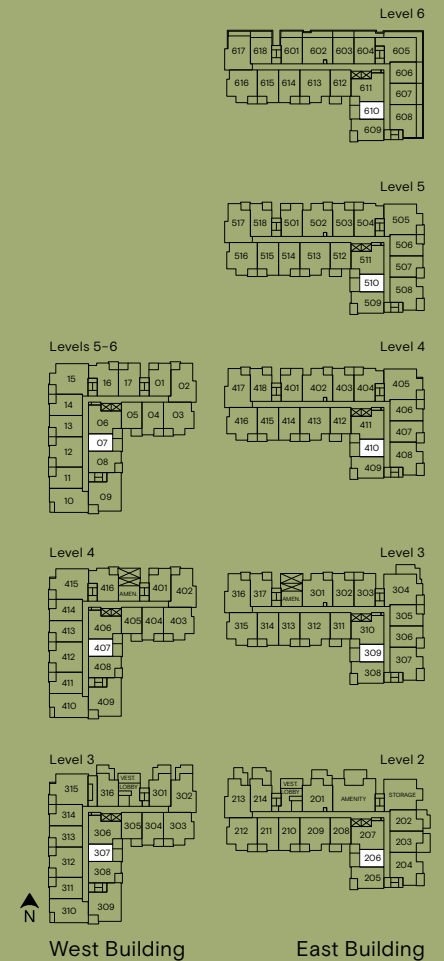 Level 6
617 618 601 602 603 604 605
606
616 615 614 613 612 611
607
610
608
609
Level 5
517 518 501 502 503 504 505
506
516 515 514 513 512 511
507
510
508
509
Levels 5-6
15 16 17 01 02
14
06 05 04 03
13
07
12
08
11
10 09
Level 4
417 418 401 402 403 404 405
406
416 415 414 413 412 411
407
410
408
409
Level 4
415 416 AMEN. 401 402
414
406 405 404 403
413
407
412
408
411
410 409
Level 3
316 317 AMEN. 301 302 303 304
305
315 314 313 312 311 310
306
309
307
308
Level 3
315 316 VEST. LOBBY 301 302
314
306 305 304 303
313
307
312
308
311
310 309
Level 2
213 214 VEST. LOBBY 201 AMENITY STORAGE
202
212 211 210 209 208 207
203
206
204
205
N
West Building
East Building